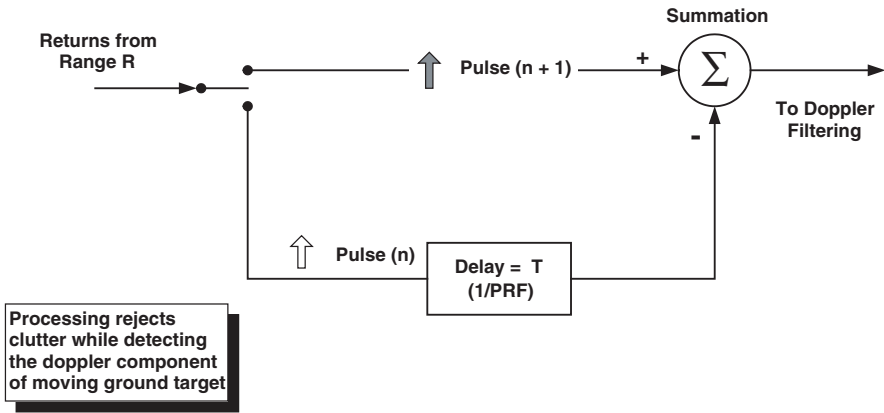 Summation
Returns from
Range R
Pulse (n + 1)
+
Σ
To Doppler
Filtering
-
Pulse (n)
Delay = T
(1/PRF)
Processing rejects
clutter while detecting
the doppler component
of moving ground target